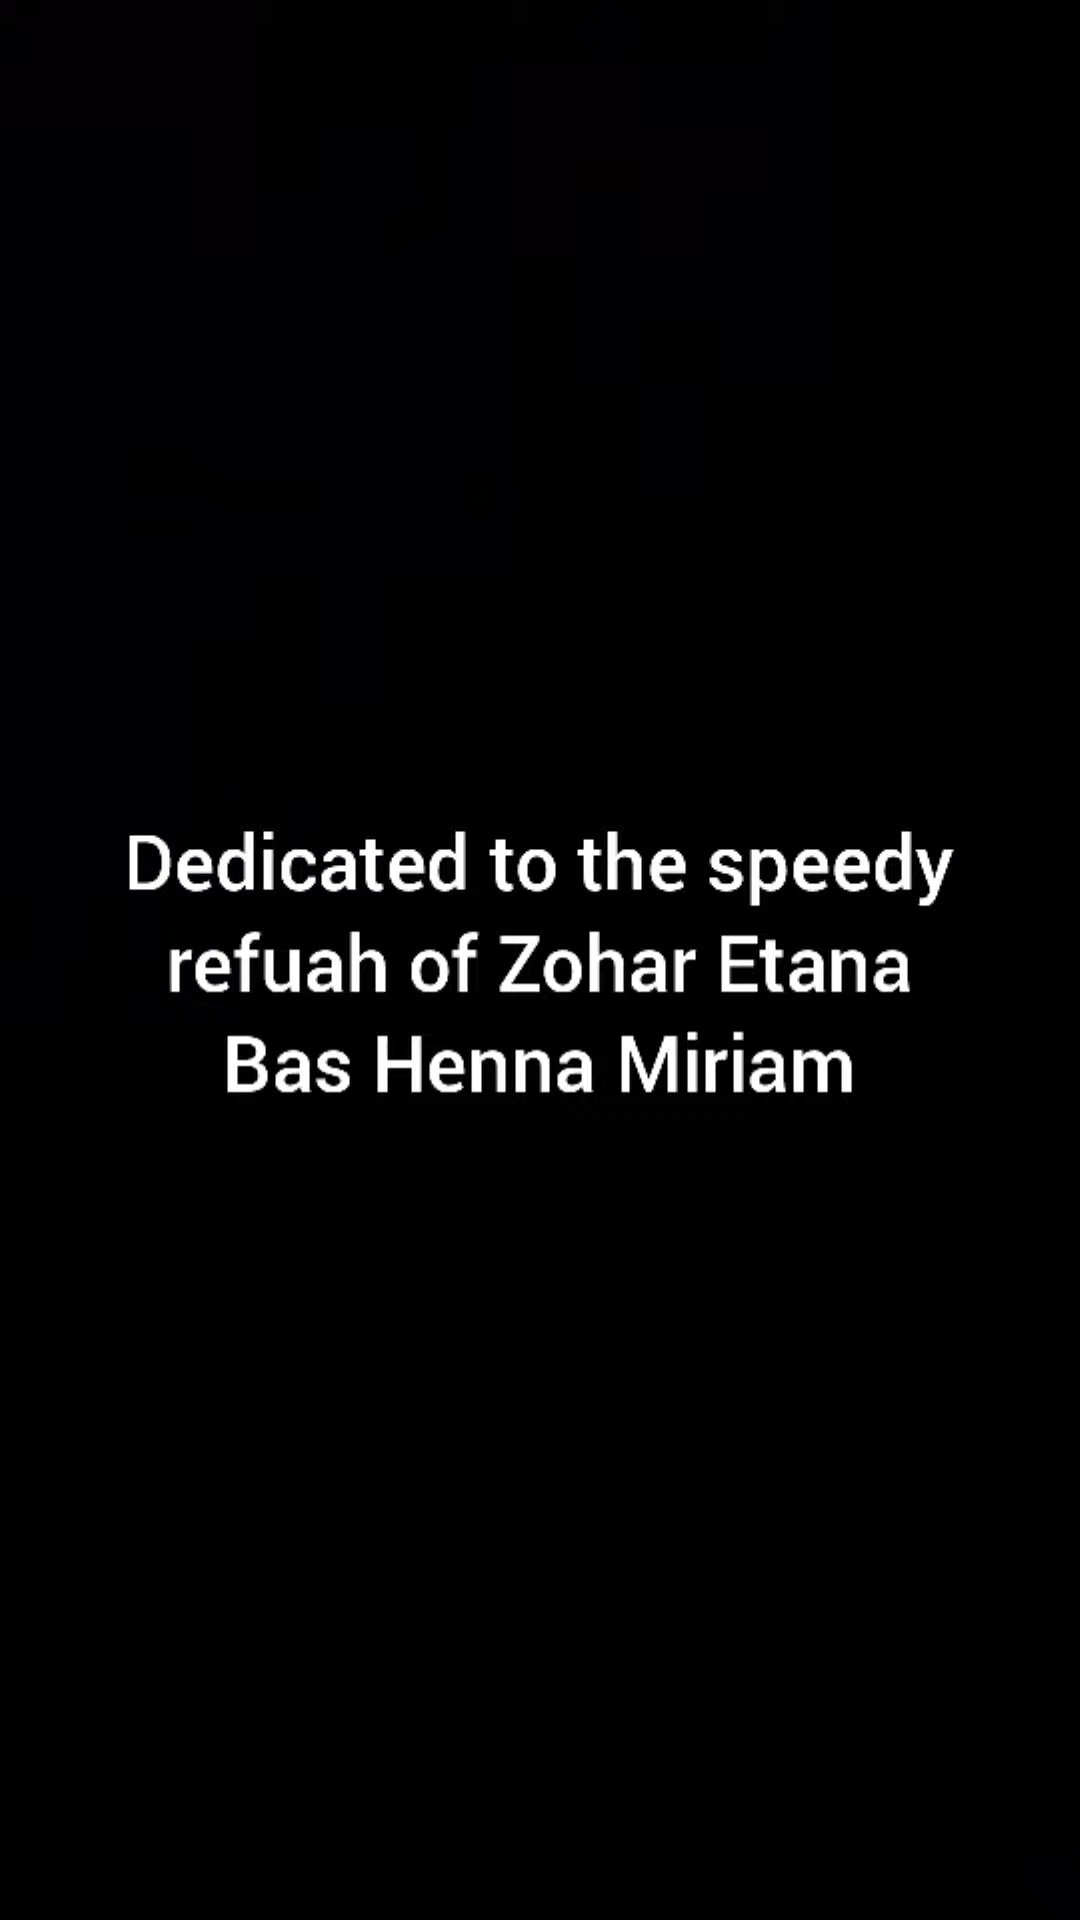 Dedicated to the speedy
refuah of Zohar Etana
Bas Henna Miriam